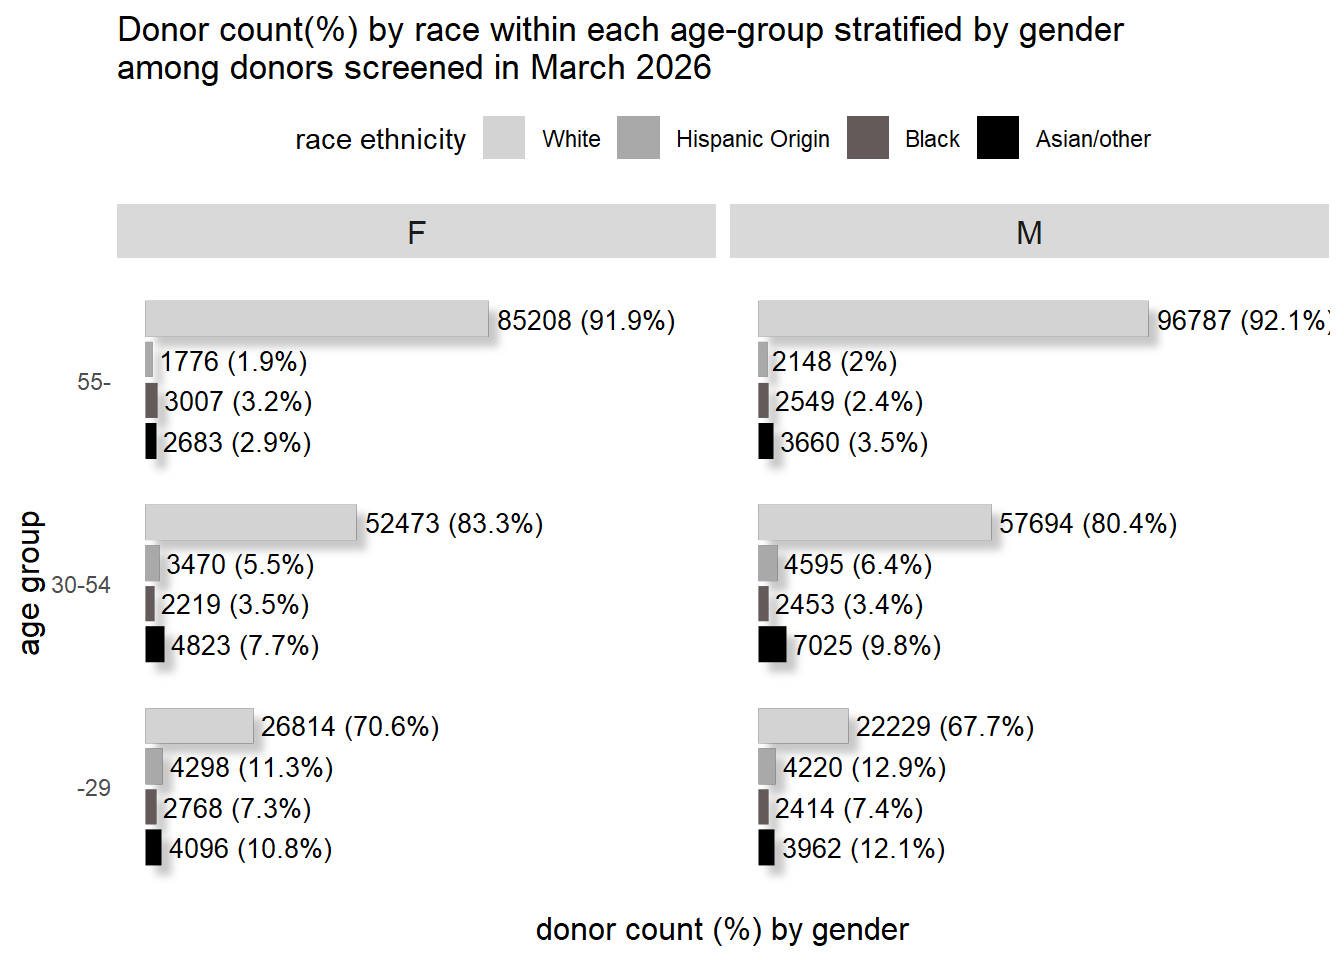 Donor count(%) by race within each age-group stratified by gender
among donors screened in March 2026
race ethnicity White Hispanic Origin Black Asian/other
F M
85208 (91.9%) 96787 (92.1%)
1776 (1.9%) 2148 (2%)
55-
3007 (3.2%) 2549 (2.4%)
2683 (2.9%) 3660 (3.5%)
52473 (83.3%) 57694 (80.4%)
3470 (5.5%) 4595 (6.4%)
age group
30-54
2219 (3.5%) 2453 (3.4%)
4823 (7.7%) 7025 (9.8%)
26814 (70.6%) 22229 (67.7%)
4298 (11.3%) 4220 (12.9%)
-29
2768 (7.3%) 2414 (7.4%)
4096 (10.8%) 3962 (12.1%)
donor count (%) by gender